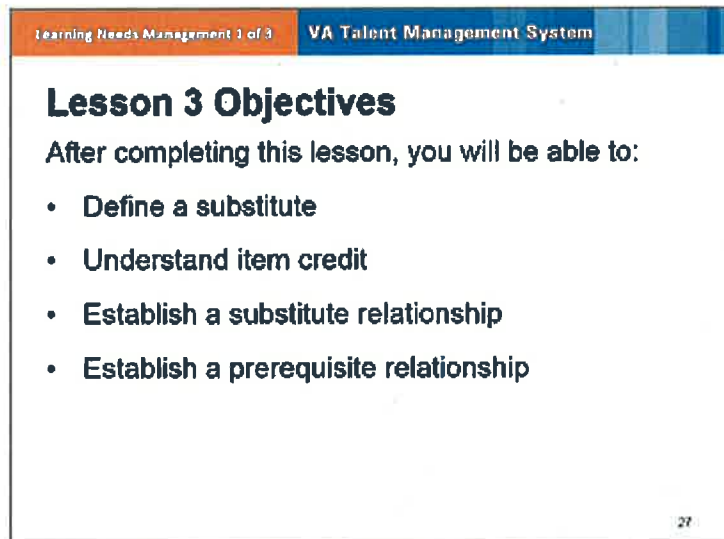 Learning Needs Management 1 of 3 VA Talent Management System
Lesson 3 Objectives
After completing this lesson, you will be able to:
• Define a substitute
• Understand item credit
• Establish a substitute relationship
• Establish a prerequisite relationship
27